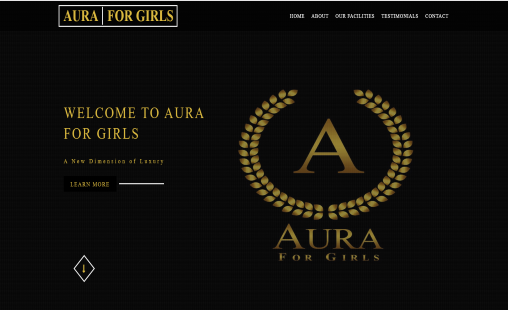 AURA FOR GIRLS
HOME ABOUT OUR FACILITIES TESTIMONIALS CONTACT
WELCOME TO AURA
FOR GIRLS
A New Dimension of Luxury
LEARN MORE
A
AURA
FOR GIRLS